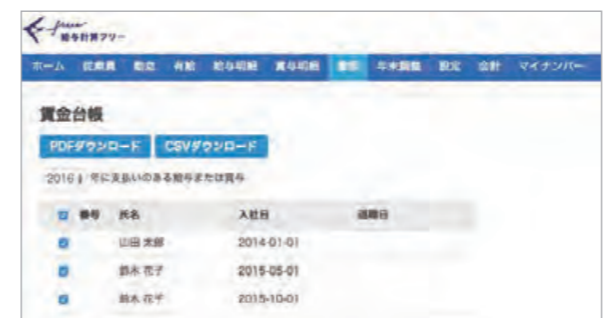 freee
給与計算フリー
ホーム 従業員 勤怠 有給 給与明細 賞与明細 書類 年末調整 設定 会計 マイナンバー
賃金台帳
PDFダウンロード CSVダウンロード
2016 年に支払いのある給与または賞与
番号 氏名 入社日 退職日
山田 太郎 2014-01-01
鈴木 花子 2015-05-01
鈴木 花子 2015-10-01